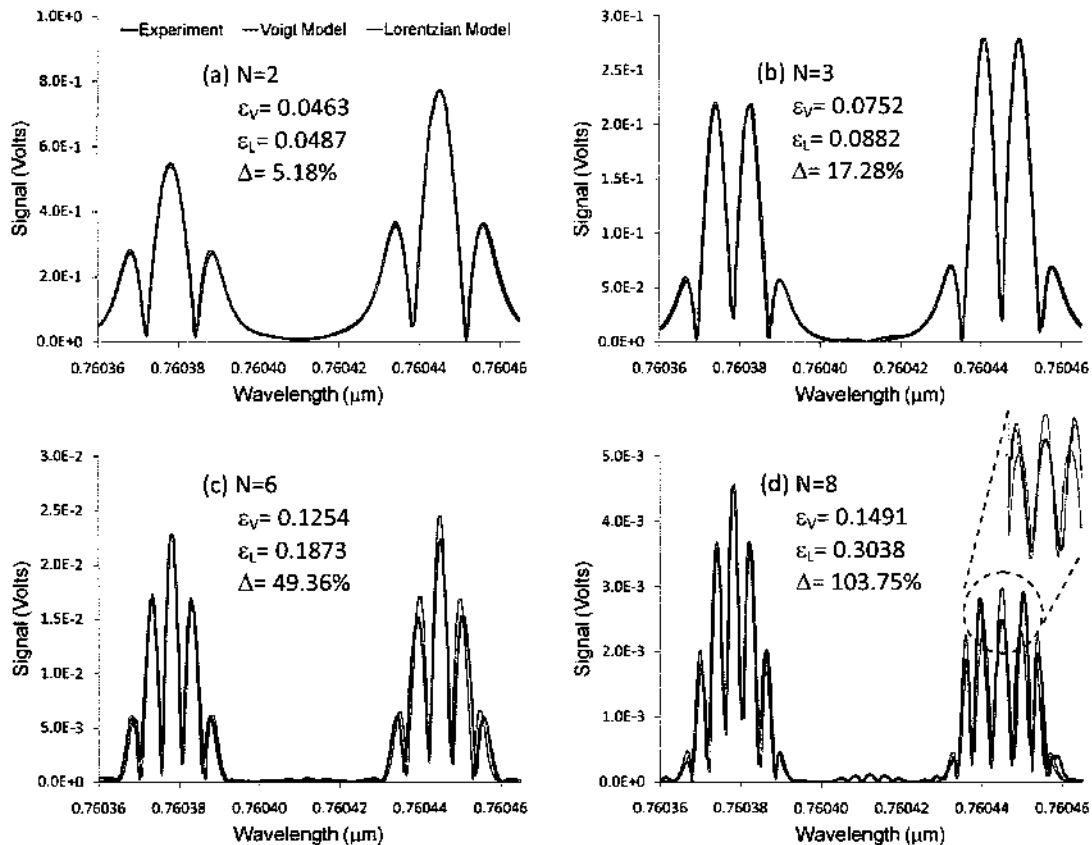 1.0E+0
8.0E-1
6.0E-1
4.0E-1
2.0E-1
0.0E+0
Signal (Volts)
Experiment Voigt Model Lorentzian Model
(a) N=2
εV= 0.0463
εL= 0.0487
Δ= 5.18%
0.76036 0.76038 0.76040 0.76042 0.76044 0.76046
Wavelength (μm)
3.0E-1
2.5E-1
2.0E-1
1.5E-1
1.0E-1
5.0E-2
0.0E+0
Signal (Volts)
(b) N=3
εV= 0.0752
εL= 0.0882
Δ= 17.28%
0.76036 0.76038 0.76040 0.76042 0.76044 0.76046
Wavelength (μm)
3.0E-2
2.5E-2
2.0E-2
1.5E-2
1.0E-2
5.0E-3
0.0E+0
Signal (Volts)
(c) N=6
εV= 0.1254
εL= 0.1873
Δ= 49.36%
0.76036 0.76038 0.76040 0.76042 0.76044 0.76046
Wavelength (μm)
5.0E-3
4.0E-3
3.0E-3
2.0E-3
1.0E-3
0.0E+0
Signal (Volts)
(d) N=8
εV= 0.1491
εL= 0.3038
Δ= 103.75%
0.76036 0.76038 0.76040 0.76042 0.76044 0.76046
Wavelength (μm)